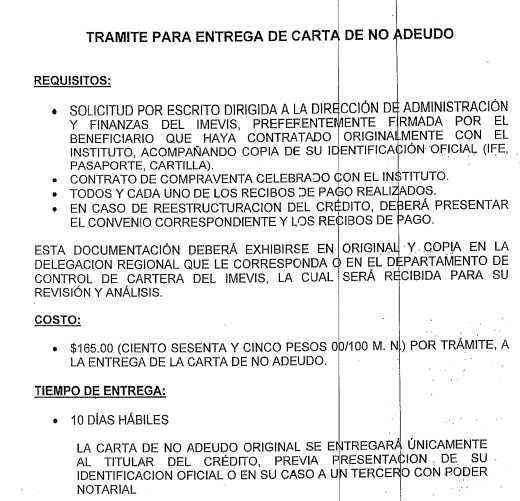 TRAMITE PARA ENTREGA DE CARTA DE NO ADEUDO
REQUISITOS:
• SOLICITUD POR ESCRITO DIRIGIDA A LA DIRECCIÓN DE ADMINISTRACIÓN
Y FINANZAS DEL IMEVIS, PREFERENTEMENTE FIRMADA POR EL
BENEFICIARIO QUE HAYA CONTRATADO ORIGINALMENTE CON EL
INSTITUTO, ACOMPAÑANDO COPIA DE SU IDENTIFICACIÓN OFICIAL (IFE,
PASAPORTE, CARTILLA).
• CONTRATO DE COMPRAVENTA CELEBRADO CON EL INSTITUTO.
• TODOS Y CADA UNO DE LOS RECIBOS DE PAGO REALIZADOS.
• EN CASO DE REESTRUCTURACION DEL CRÉDITO, DEBERÁ PRESENTAR
EL CONVENIO CORRESPONDIENTE Y LOS RECIBOS DE PAGO.
ESTA DOCUMENTACIÓN DEBERÁ EXHIBIRSE EN ORIGINAL Y COPIA EN LA
DELEGACION REGIONAL QUE LE CORRESPONDA O EN EL DEPARTAMENTO DE
CONTROL DE CARTERA DEL IMEVIS, LA CUAL SERÁ RECIBIDA PARA SU
REVISIÓN Y ANÁLISIS.
COSTO:
• $165.00 (CIENTO SESENTA Y CINCO PESOS 00/100 M. N.) POR TRÁMITE, A
LA ENTREGA DE LA CARTA DE NO ADEUDO.
TIEMPO DE ENTREGA:
• 10 DÍAS HÁBILES
LA CARTA DE NO ADEUDO ORIGINAL SE ENTREGARÁ ÚNICAMENTE
AL TITULAR DEL CRÉDITO, PREVIA PRESENTACION DE SU
IDENTIFICACION OFICIAL O EN SU CASO A UN TERCERO CON PODER
NOTARIAL